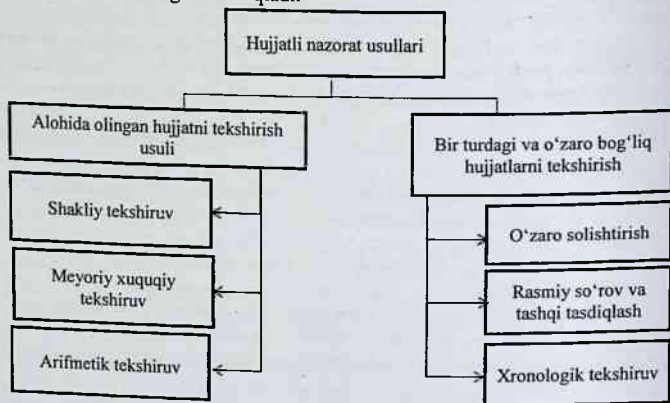 Hujjatli nazorat usullari
Alohida olingan hujjatni tekshirish
usuli
Shakliy tekshiruv
Meyoriy xuquqiy
tekshiruv
Arifmetik tekshiruv
Bir turdagi va o‘zaro bog‘liq
hujjatlarni tekshirish
O‘zaro solishtirish
Rasmiy so‘rov va
tashqi tasdiqlash
Xronologik tekshiruv